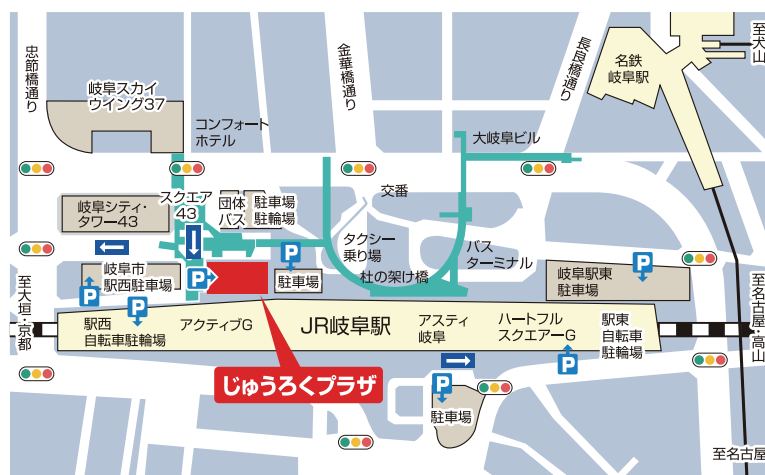 忠節橋通り
金華橋通り
長良橋通り
至犬山
名鉄
岐阜駅
岐阜スカイ
ウイング37
コンフォート
ホテル
大岐阜ビル
交番
岐阜シティ・
タワー43
スクエア
43
団体
バス
駐車場
駐輪場
タクシー
乗り場
バス
ターミナル
杜の架け橋
岐阜市
駅西駐車場
P
P
P
駐車場
P
岐阜駅東
駐車場
P
至大垣・京都
至名古屋・高山
駅西
自転車駐輪場
アクティブG
JR岐阜駅
アスティ
岐阜
ハートフル
スクエアーG
駅東
自転車
駐輪場
P
じゅうろくプラザ
P
駐車場
至名古屋